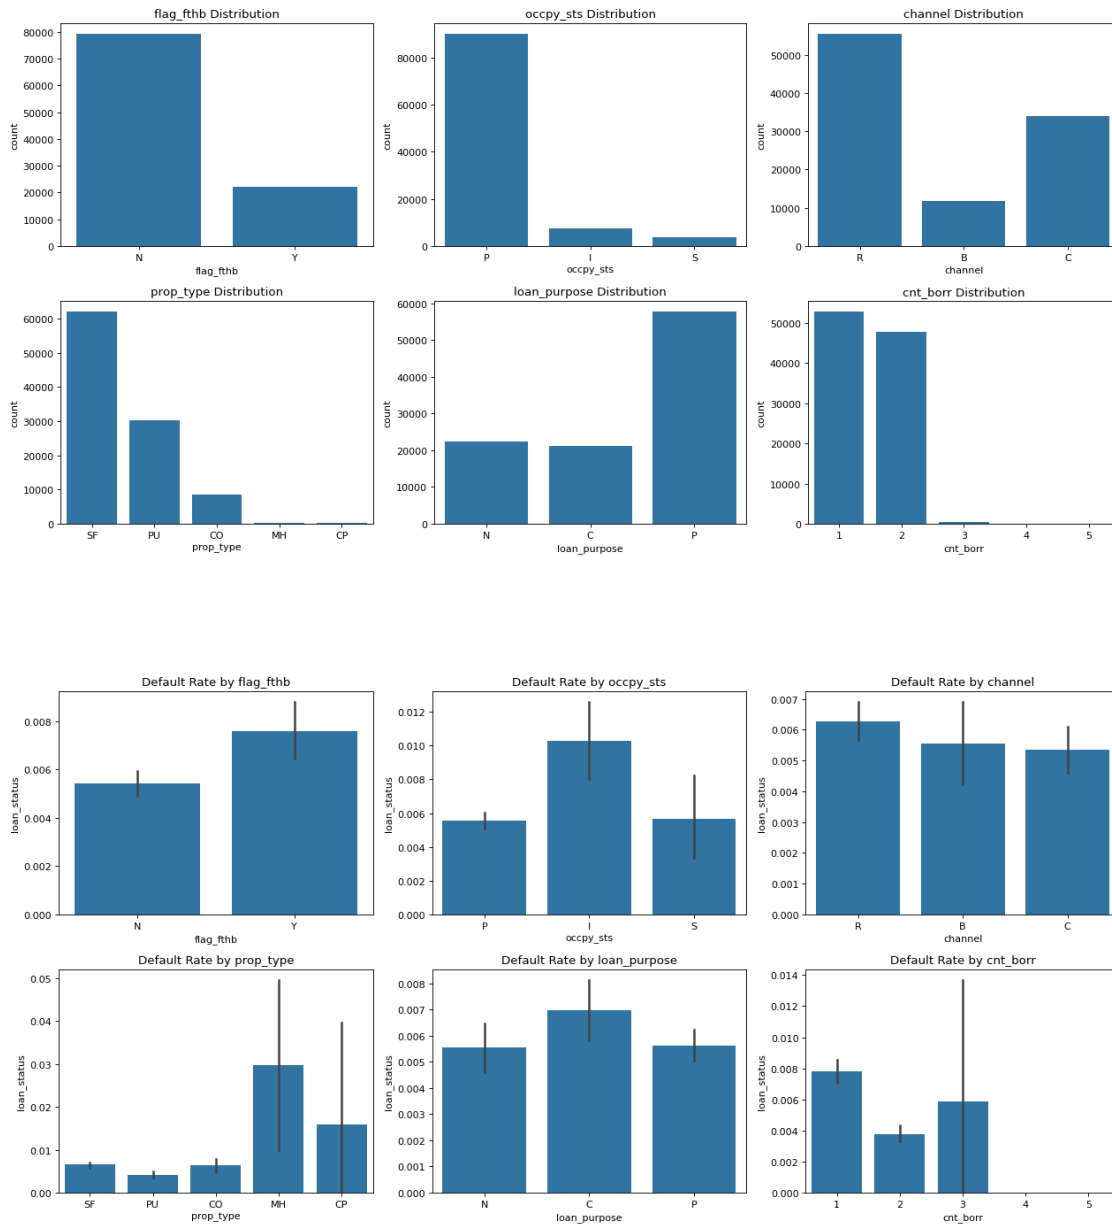 flag_fthb Distribution
80000
70000
60000
50000
40000
30000
20000
10000
0
count
N Y
flag_fthb
occpy_sts Distribution
80000
60000
40000
20000
0
count
P I S
occpy_sts
channel Distribution
50000
40000
30000
20000
10000
0
count
R B C
channel
prop_type Distribution
60000
50000
40000
30000
20000
10000
0
count
SF PU CO MH CP
prop_type
loan_purpose Distribution
60000
50000
40000
30000
20000
10000
0
count
N C P
loan_purpose
cnt_borr Distribution
50000
40000
30000
20000
10000
0
count
1 2 3 4 5
cnt_borr
Default Rate by flag_fthb
0.008
0.006
0.004
0.002
0.000
loan_status
N Y
flag_fthb
Default Rate by occpy_sts
0.012
0.010
0.008
0.006
0.004
0.002
0.000
loan_status
P I S
occpy_sts
Default Rate by channel
0.007
0.006
0.005
0.004
0.003
0.002
0.001
0.000
loan_status
R B C
channel
Default Rate by prop_type
0.05
0.04
0.03
0.02
0.01
0.00
loan_status
SF PU CO MH CP
prop_type
Default Rate by loan_purpose
0.008
0.007
0.006
0.005
0.004
0.003
0.002
0.001
0.000
loan_status
N C P
loan_purpose
Default Rate by cnt_borr
0.014
0.012
0.010
0.008
0.006
0.004
0.002
0.000
loan_status
1 2 3 4 5
cnt_borr